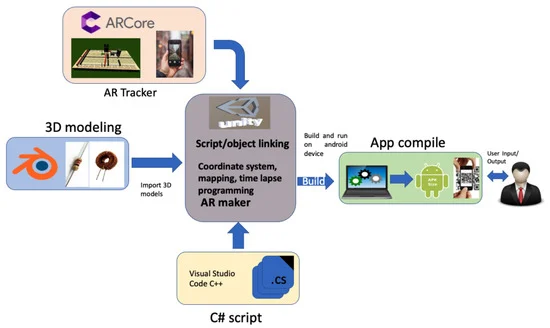 ARCore
AR Tracker
3D modeling
Import 3D
models
unity
Script/object linking
Coordinate system,
mapping, time lapse
programming
AR maker
Build and run
on android
device
Build
App compile
User Input/
Output
Visual Studio
Code C++
.cs
C# script